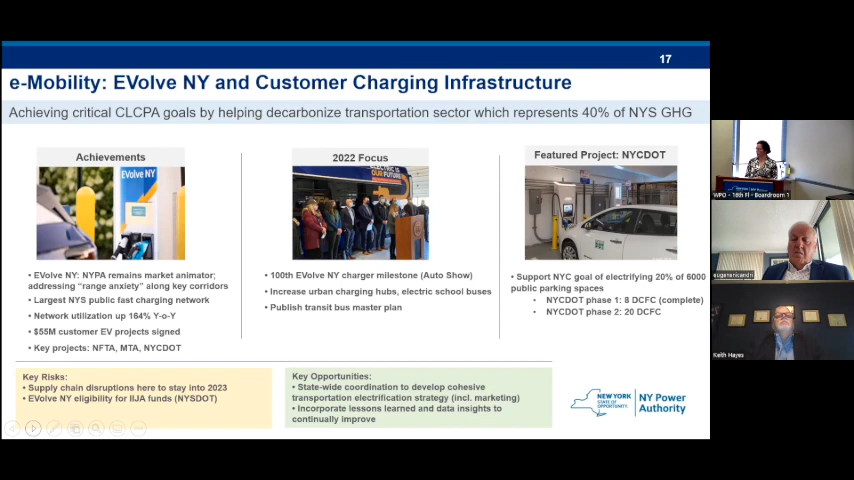 17
e-Mobility: EVolve NY and Customer Charging Infrastructure
Achieving critical CLCPA goals by helping decarbonize transportation sector which represents 40% of NYS GHG
Achievements
EVolve NY
• EVolve NY: NYPA remains market animator;
addressing “range anxiety” along key corridors
• Largest NYS public fast charging network
• Network utilization up 164% Y-o-Y
• $55M customer EV projects signed
• Key projects: NFTA, MTA, NYCDOT
2022 Focus
ELECTRIC IS
OUR FUTURE
• 100th EVolve NY charger milestone (Auto Show)
• Increase urban charging hubs, electric school buses
• Publish transit bus master plan
Featured Project: NYCDOT
• Support NYC goal of electrifying 20% of 6000
public parking spaces
• NYCDOT phase 1: 8 DCFC (complete)
• NYCDOT phase 2: 20 DCFC
Key Risks:
• Supply chain disruptions here to stay into 2023
• EVolve NY eligibility for IIJA funds (NYSDOT)
Key Opportunities:
• State-wide coordination to develop cohesive
transportation electrification strategy (incl. marketing)
• Incorporate lessons learned and data insights to
continually improve
NEW YORK
STATE OF
OPPORTUNITY.
NY Power
Authority
WPO - 16th Fl - Boardroom 1
eugenenicandri
Keith Hayes